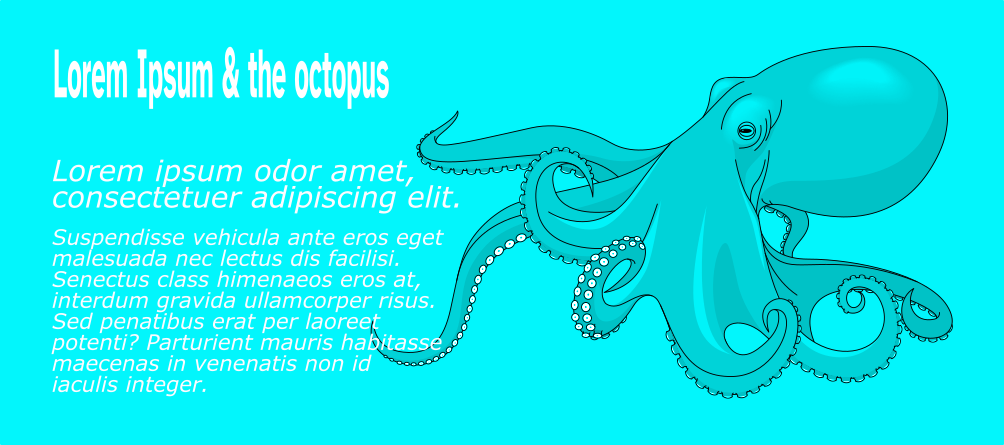 Lorem Ipsum & the octopus
Lorem ipsum odor amet,
consectetuer adipiscing elit.
Suspendisse vehicula ante eros eget
malesuada nec lectus dis facilisi.
Senectus class himenaeos eros at,
interdum gravida ullamcorper risus.
Sed penatibus erat per laoreet
potenti? Parturient mauris habitasse
maecenas in venenatis non id
iaculis integer.